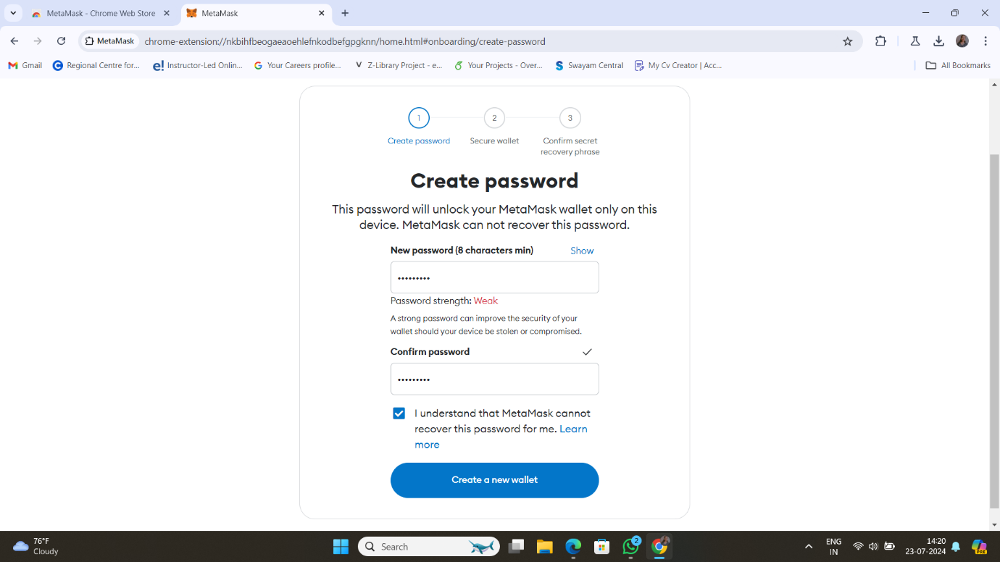 MetaMask - Chrome Web Store
MetaMask
MetaMask chrome-extension://nkbihfbeogaeaoehlefnkodbefgpgknn/home.html#onboarding/create-password
Gmail Regional Centre for... Instructor-Led Onlin... Your Careers profile... Z-Library Project - e... Your Projects - Over... Swayam Central My Cv Creator | Acc... All Bookmarks
1 2 3
Create password Secure wallet Confirm secret
recovery phrase
Create password
This password will unlock your MetaMask wallet only on this
device. MetaMask can not recover this password.
New password (8 characters min) Show
•••••••••
Password strength: Weak
A strong password can improve the security of your
wallet should your device be stolen or compromised.
Confirm password
•••••••••
I understand that MetaMask cannot
recover this password for me. Learn
more
Create a new wallet
76°F
Cloudy
Search
2
ENG
IN
14:20
23-07-2024
PRE